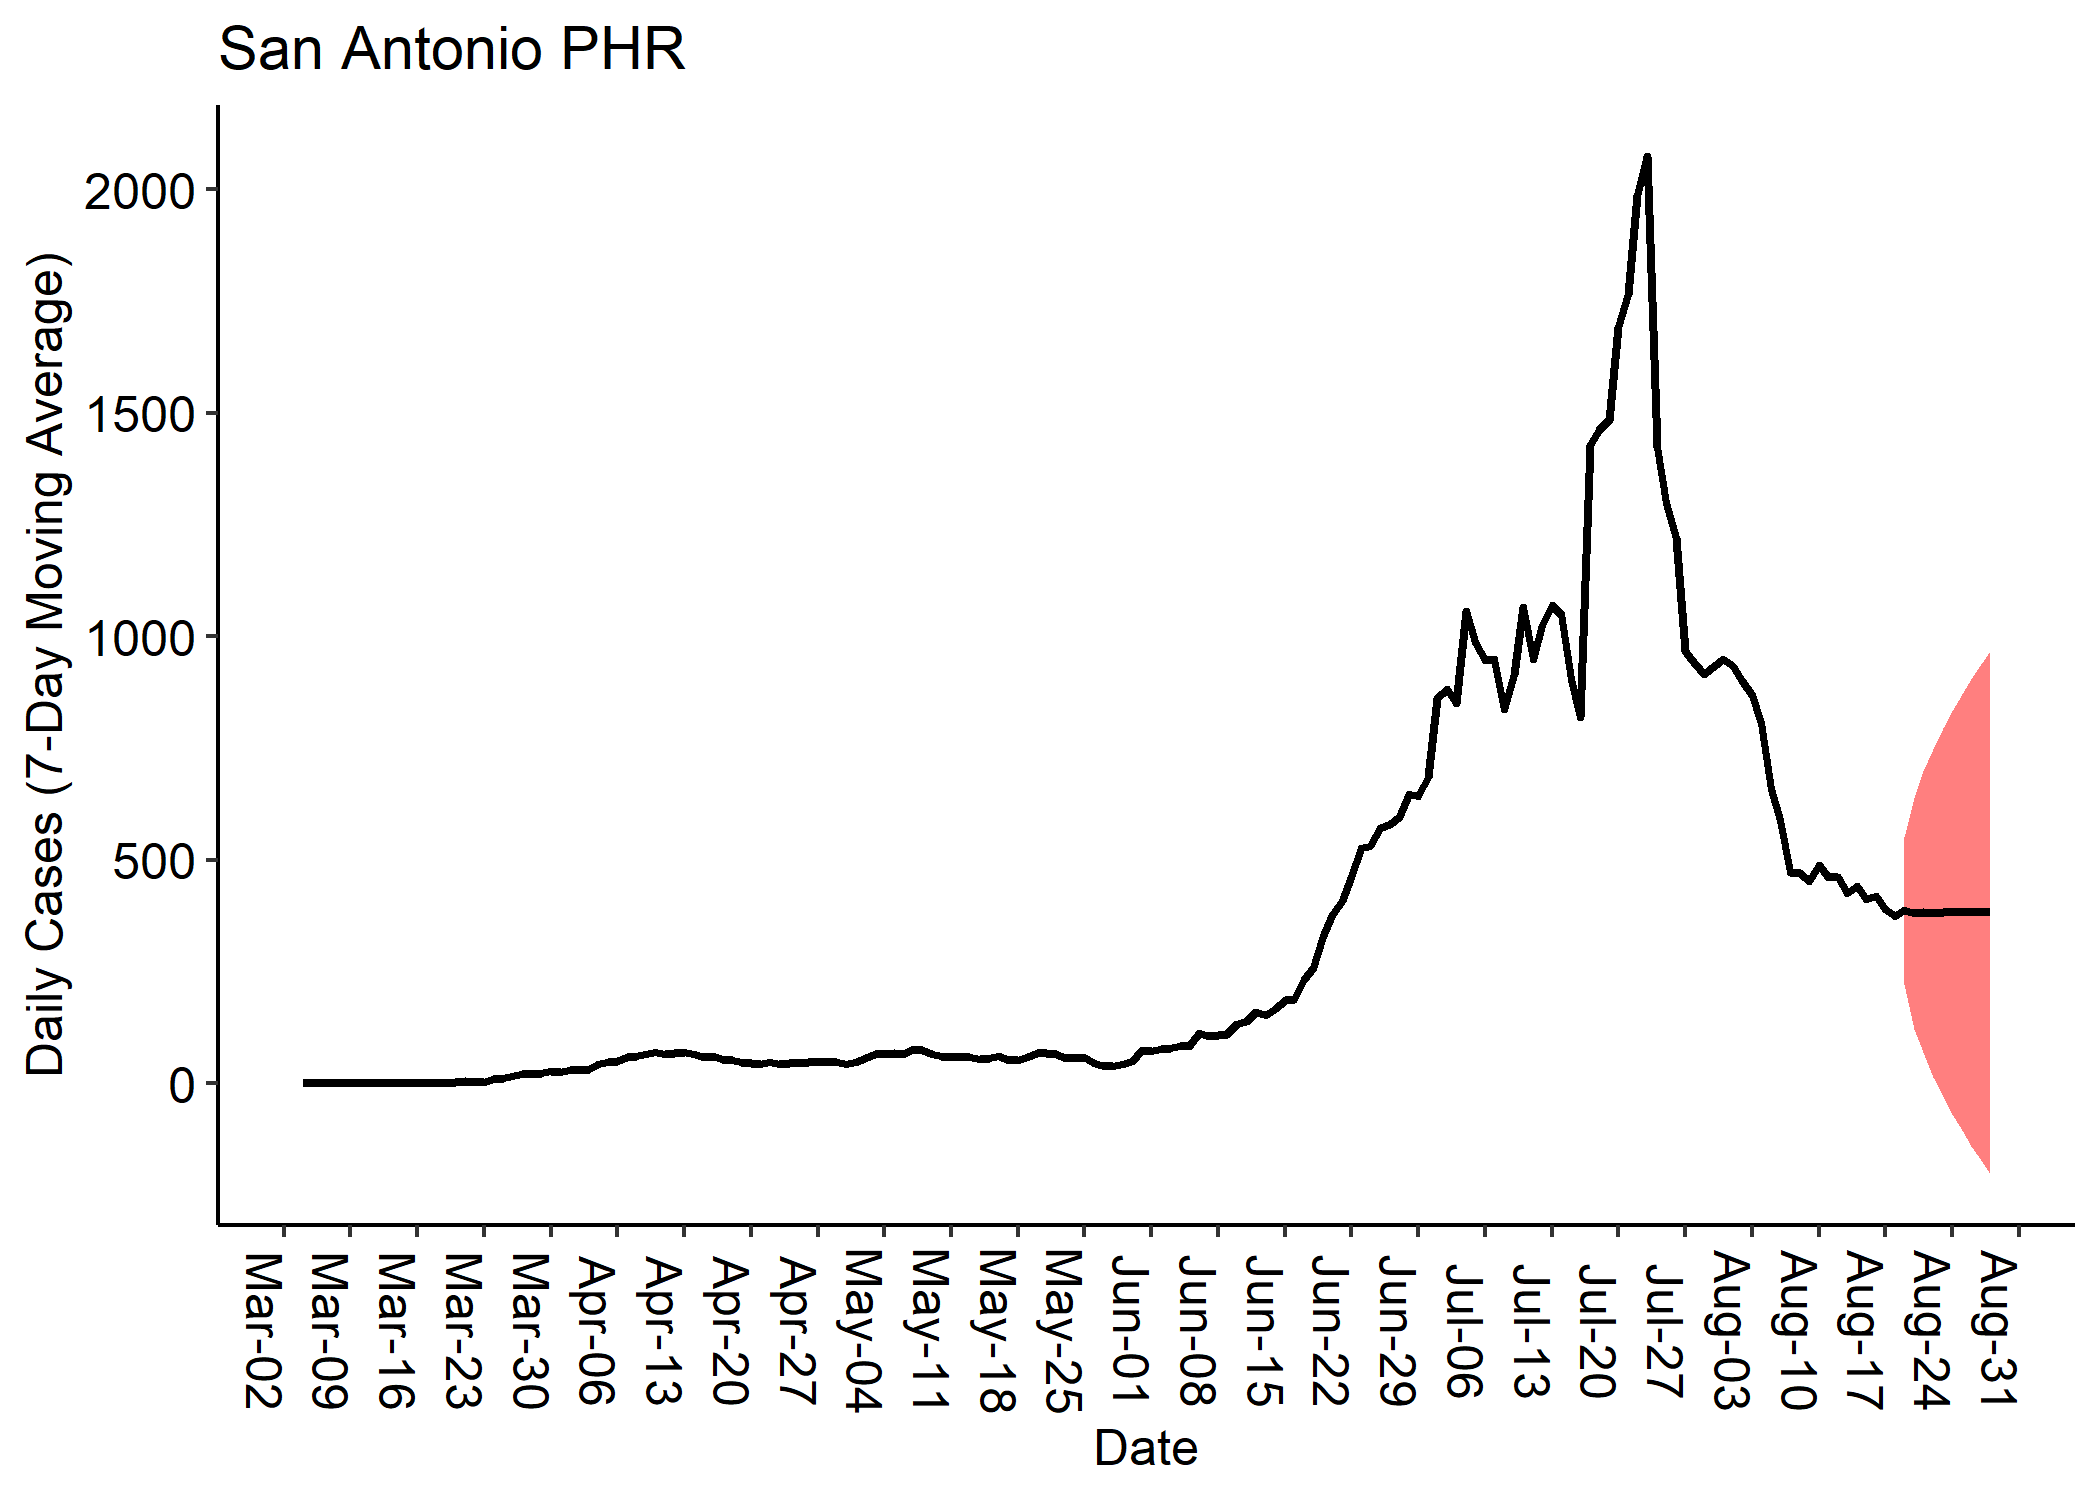 San Antonio PHR
Daily Cases (7-Day Moving Average)
2000
1500
1000
500
0
Mar-02
Mar-09
Mar-16
Mar-23
Mar-30
Apr-06
Apr-13
Apr-20
Apr-27
May-04
May-11
May-18
May-25
Jun-01
Jun-08
Jun-15
Jun-22
Jun-29
Jul-06
Jul-13
Jul-20
Jul-27
Aug-03
Aug-10
Aug-17
Aug-24
Aug-31
Date